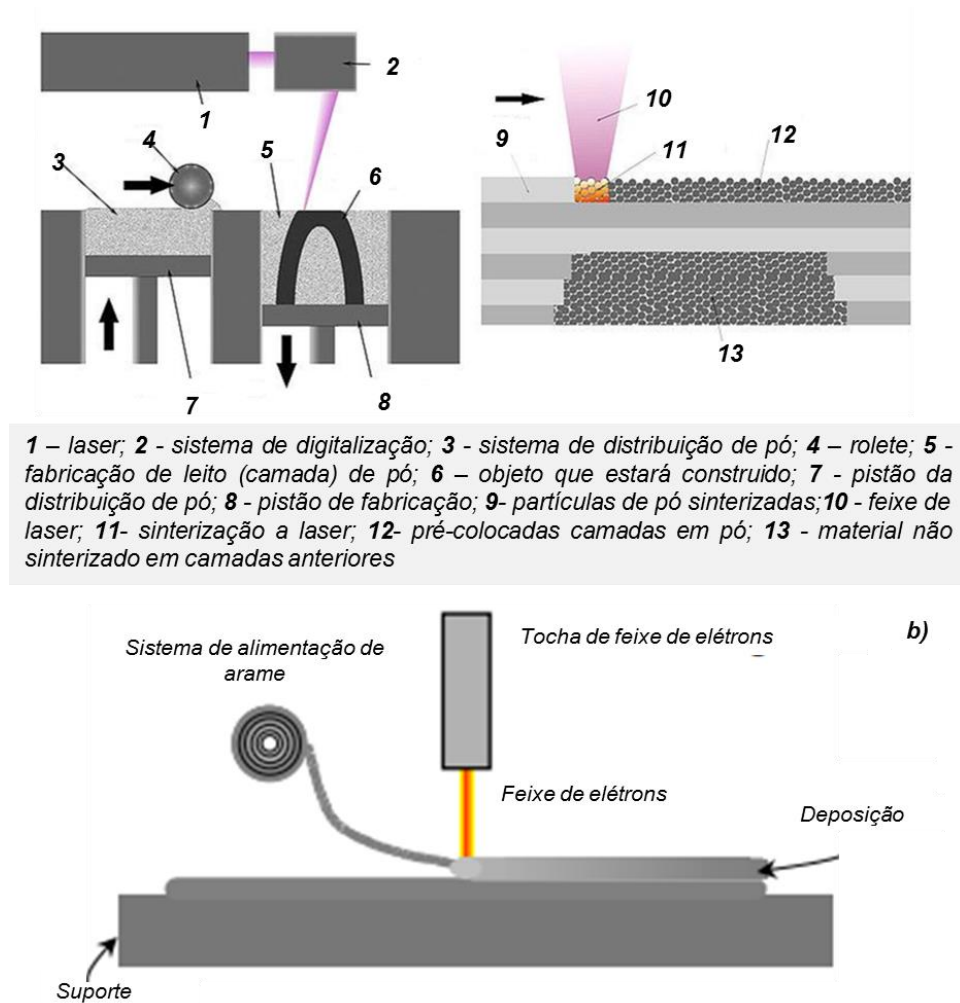 1
2
3
4
5
6
7
8
9
10
11
12
13
1 – laser; 2 - sistema de digitalização; 3 - sistema de distribuição de pó; 4 – rolete; 5 -
fabricação de leito (camada) de pó; 6 – objeto que estará construido; 7 - pistão da
distribuição de pó; 8 - pistão de fabricação; 9- partículas de pó sinterizadas;10 - feixe de
laser; 11- sinterização a laser; 12- pré-colocadas camadas em pó; 13 - material não
sinterizado em camadas anteriores
b)
Sistema de alimentação de
arame
Tocha de feixe de elétrons
Feixe de elétrons
Deposição
Suporte